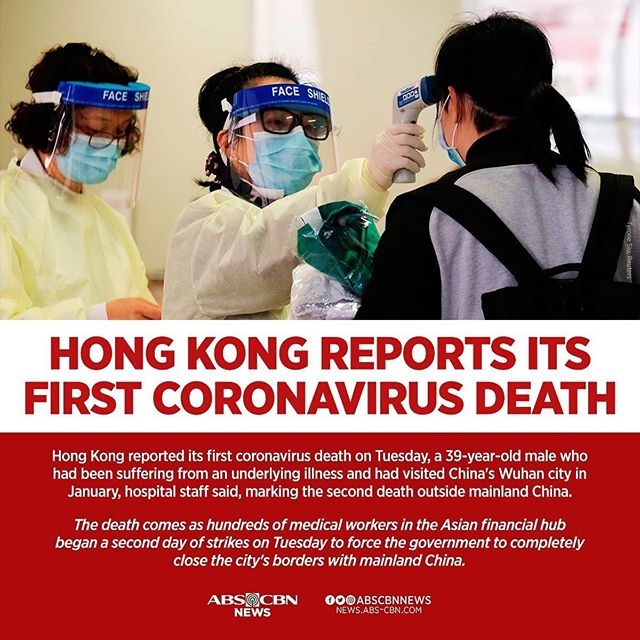 FACE SHIELD
FACE SHIE
Tyrone Siu, Reuters
HONG KONG REPORTS ITS
FIRST CORONAVIRUS DEATH
Hong Kong reported its first coronavirus death on Tuesday, a 39-year-old male who
had been suffering from an underlying illness and had visited China's Wuhan city in
January, hospital staff said, marking the second death outside mainland China.
The death comes as hundreds of medical workers in the Asian financial hub
began a second day of strikes on Tuesday to force the government to completely
close the city's borders with mainland China.
ABS CBN
NEWS
@ABSCBNNEWS
NEWS.ABS-CBN.COM